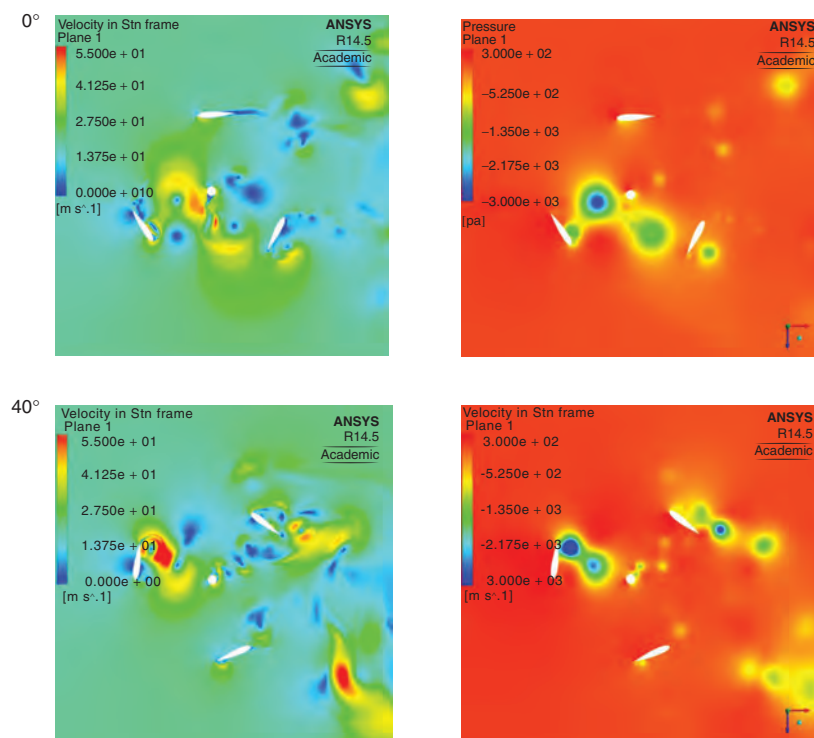 0°
Velocity in Stn frame
Plane 1
5.500e + 01
4.125e + 01
2.750e + 01
1.375e + 01
0.000e + 010
[m s^.1]
ANSYS
R14.5
Academic
Pressure
Plane 1
3.000e + 02
−5.250e + 02
−1.350e + 03
−2.175e + 03
−3.000e + 03
[pa]
ANSYS
R14.5
Academic
40°
Velocity in Stn frame
Plane 1
5.500e + 01
4.125e + 01
2.750e + 01
1.375e + 01
0.000e + 00
[m s^.1]
ANSYS
R14.5
Academic
Velocity in Stn frame
Plane 1
3.000e + 02
-5.250e + 02
-1.350e + 03
-2.175e + 03
3.000e + 03
[m s^.1]
ANSYS
R14.5
Academic